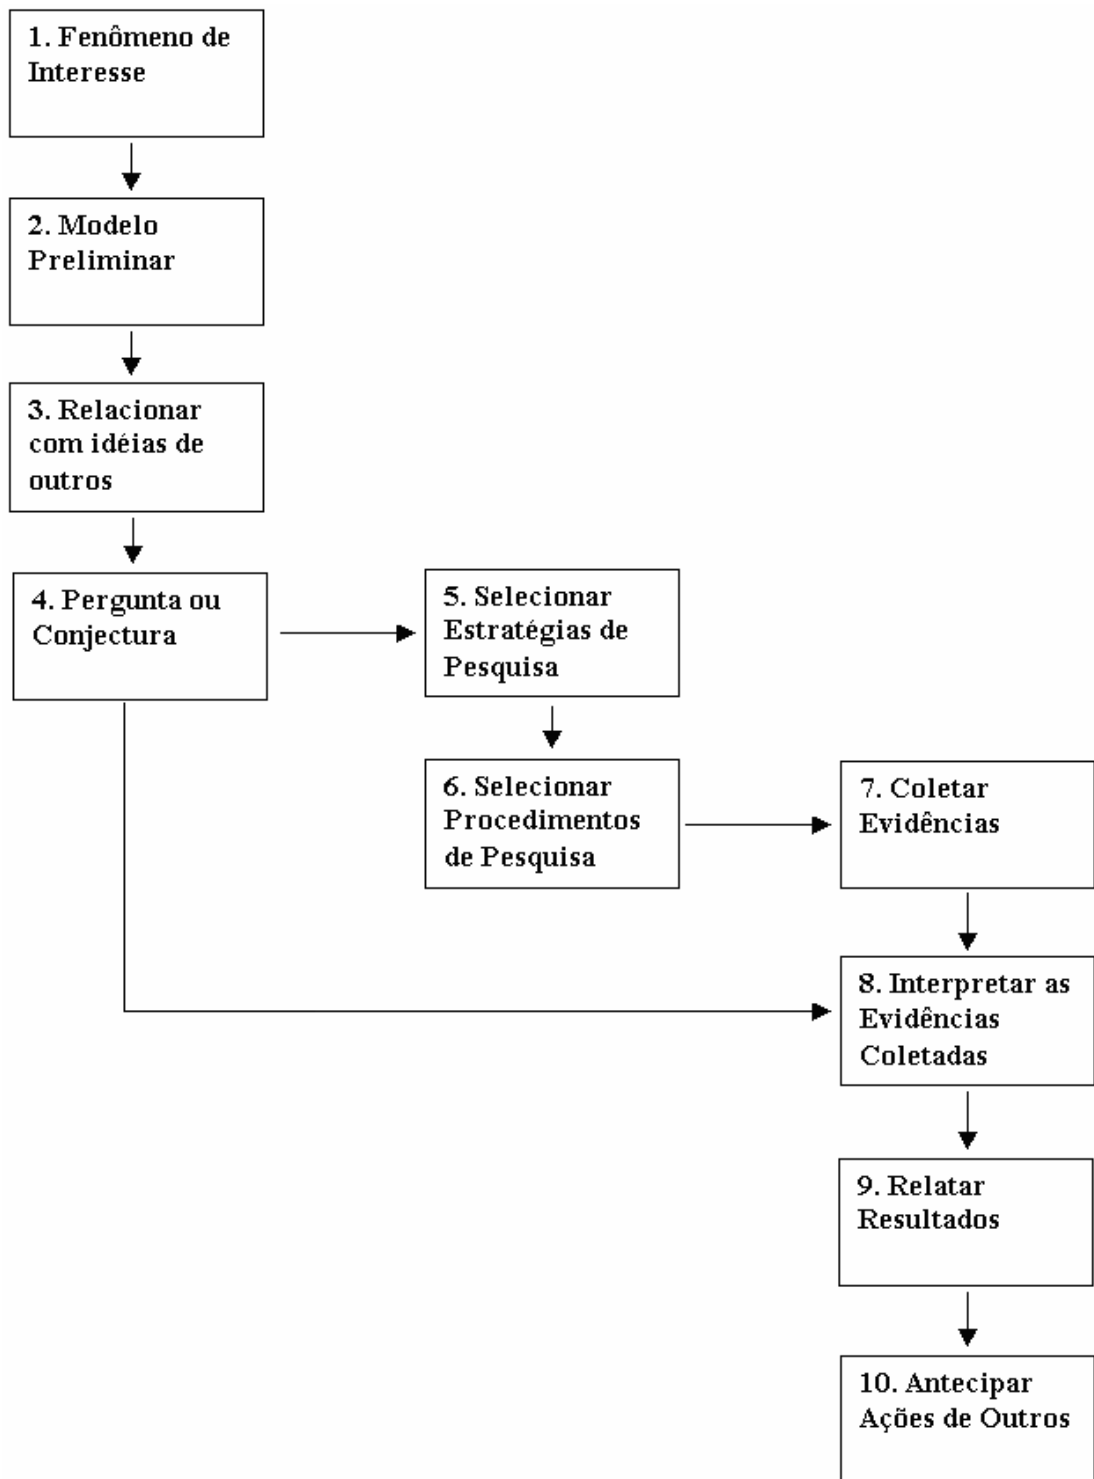 1. Fenômeno de
Interesse
2. Modelo
Preliminar
3. Relacionar
com idéias de
outros
4. Pergunta ou
Conjectura
5. Selecionar
Estratégias de
Pesquisa
6. Selecionar
Procedimentos
de Pesquisa
7. Coletar
Evidências
8. Interpretar as
Evidências
Coletadas
9. Relatar
Resultados
10. Antecipar
Ações de Outros